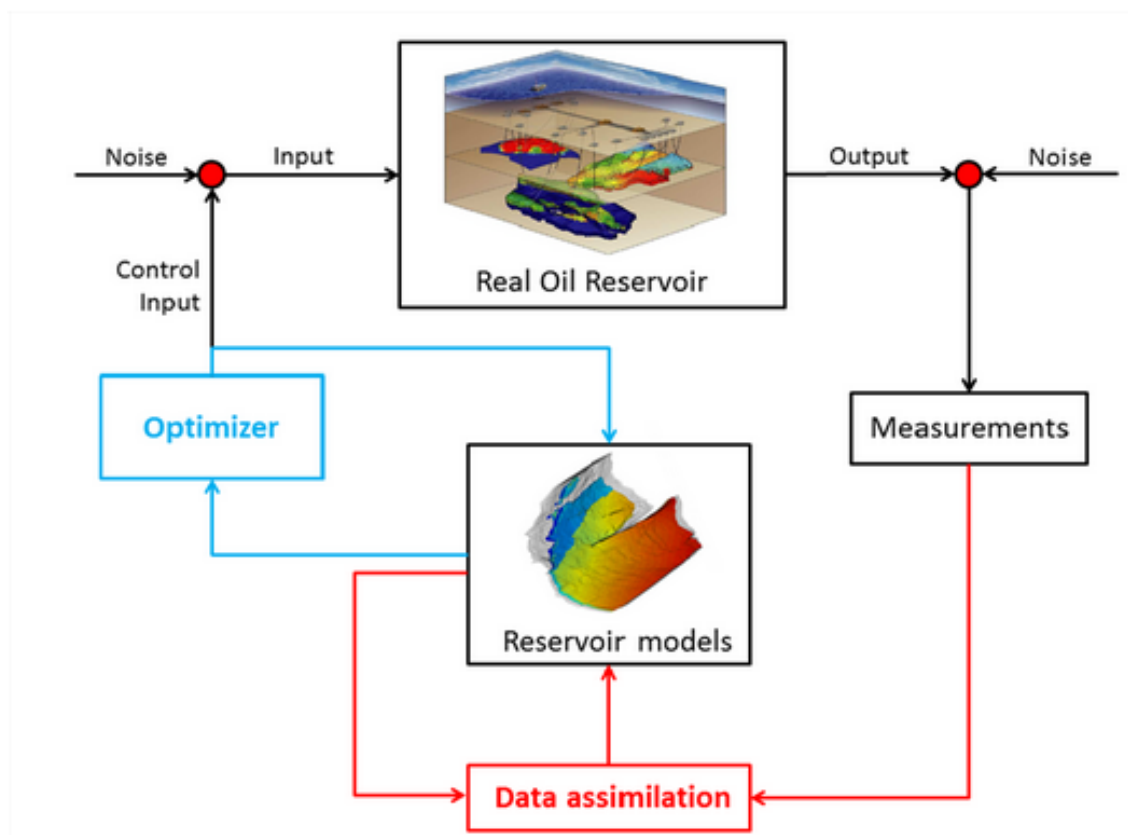 Noise
Input
Output
Noise
Real Oil Reservoir
Control
Input
Optimizer
Measurements
Reservoir models
Data assimilation